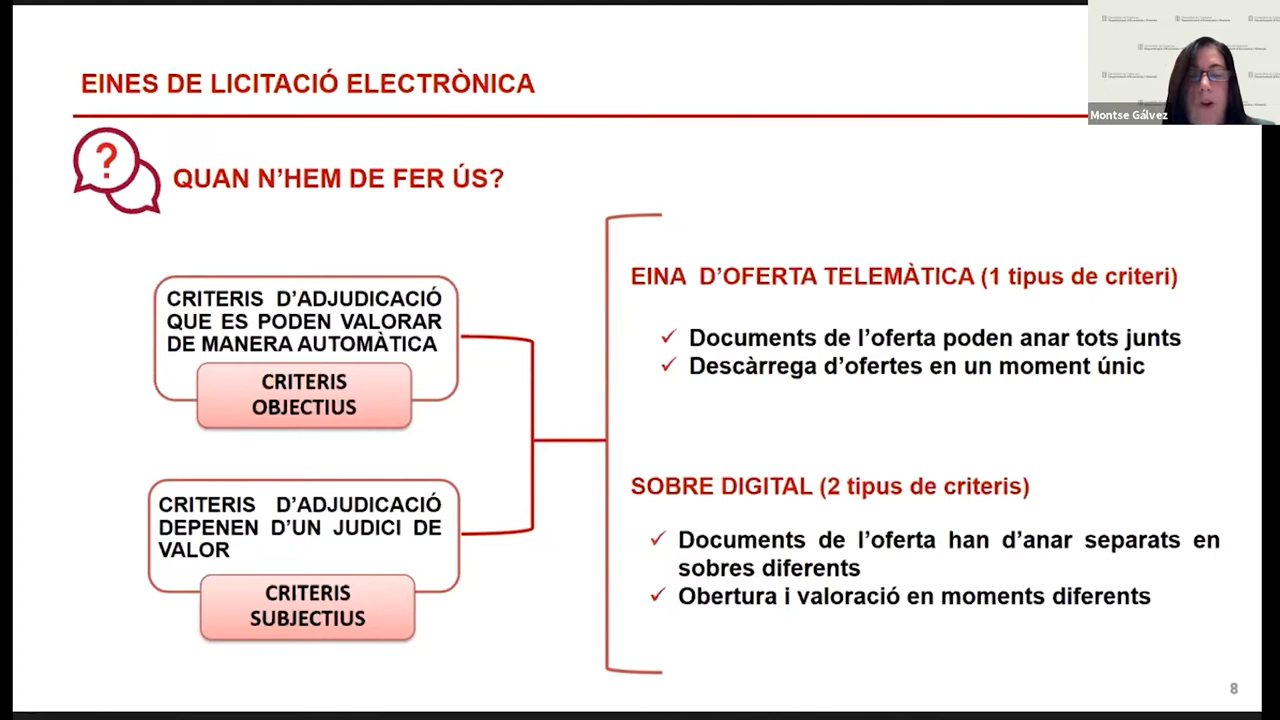 EINES DE LICITACIÓ ELECTRÒNICA
Montse Gálvez
?
QUAN N'HEM DE FER ÚS?
CRITERIS D'ADJUDICACIÓ
QUE ES PODEN VALORAR
DE MANERA AUTOMÀTICA
CRITERIS
OBJECTIUS
CRITERIS D'ADJUDICACIÓ
DEPENEN D'UN JUDICI DE
VALOR
CRITERIS
SUBJECTIUS
EINA D'OFERTA TELEMÀTICA (1 tipus de criteri)
✓ Documents de l'oferta poden anar tots junts
✓ Descàrrega d'ofertes en un moment únic
SOBRE DIGITAL (2 tipus de criteris)
✓ Documents de l'oferta han d'anar separats en
sobres diferents
✓ Obertura i valoració en moments diferents
8